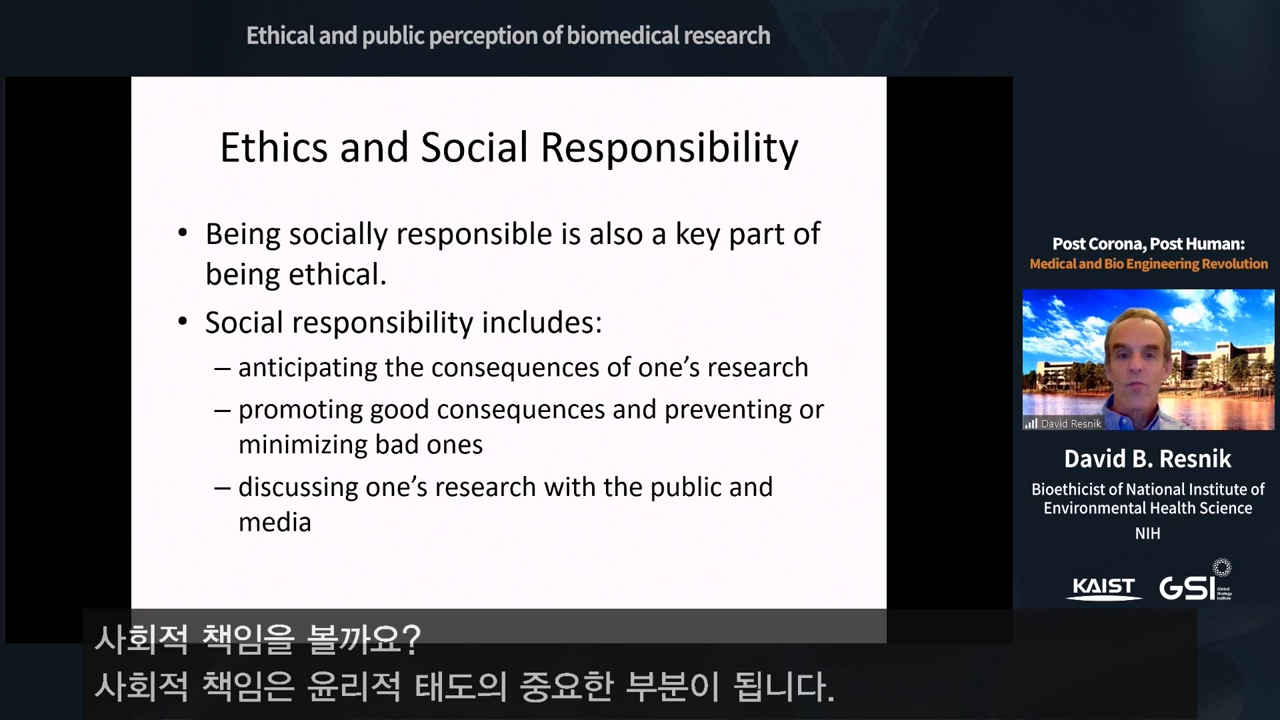 Ethical and public perception of biomedical research
Ethics and Social Responsibility
• Being socially responsible is also a key part of
being ethical.
• Social responsibility includes:
– anticipating the consequences of one's research
– promoting good consequences and preventing or
minimizing bad ones
– discussing one's research with the public and
media
Post Corona, Post Human:
Medical and Bio Engineering Revolution
David Resnik
David B. Resnik
Bioethicist of National Institute of
Environmental Health Science
NIH
KAIST
GSI
Global
Strategy
Institute
사회적 책임을 볼까요?
사회적 책임은 윤리적 태도의 중요한 부분이 됩니다.